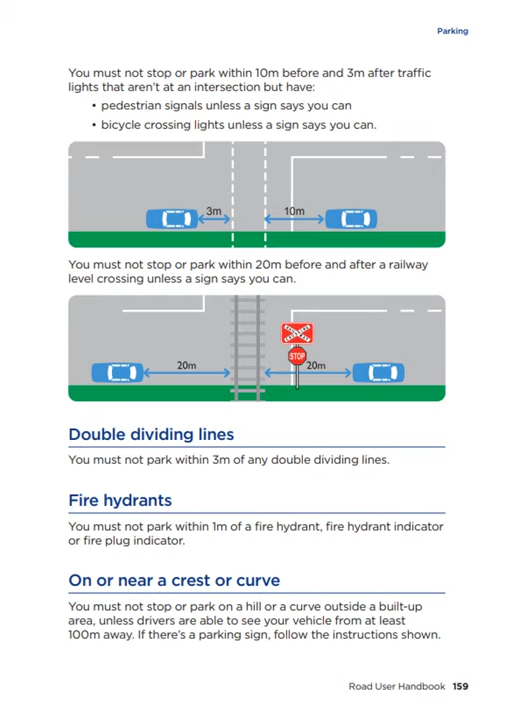 Parking
You must not stop or park within 10m before and 3m after traffic
lights that aren't at an intersection but have:
• pedestrian signals unless a sign says you can
• bicycle crossing lights unless a sign says you can.
3m
10m
You must not stop or park within 20m before and after a railway
level crossing unless a sign says you can.
RAILWAY
CROSSING
STOP
20m
20m
Double dividing lines
You must not park within 3m of any double dividing lines.
Fire hydrants
You must not park within 1m of a fire hydrant, fire hydrant indicator
or fire plug indicator.
On or near a crest or curve
You must not stop or park on a hill or a curve outside a built-up
area, unless drivers are able to see your vehicle from at least
100m away. If there's a parking sign, follow the instructions shown.
Road User Handbook 159